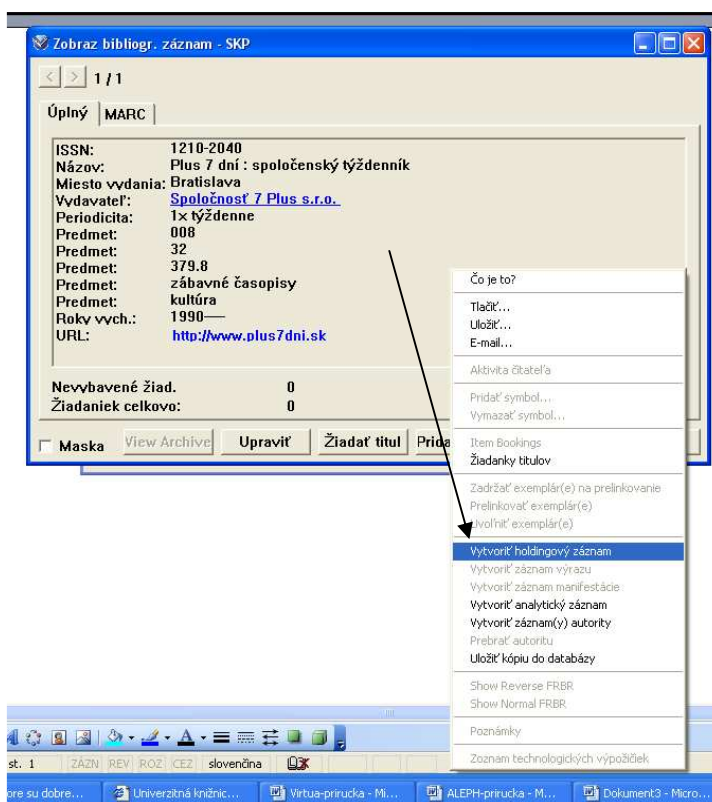 Zobraz bibliogr. záznam - SKP
< > 1 / 1
Úplný MARC
ISSN: 1210-2040
Názov: Plus 7 dní : spoločenský týždenník
Miesto vydania: Bratislava
Vydavateľ: Spoločnosť 7 Plus s.r.o.
Periodicita: 1x týždenne
Predmet: 008
Predmet: 32
Predmet: 379.8
Predmet: zábavné časopisy
Predmet: kultúra
Roky vych.: 1990----
URL: http://www.plus7dni.sk
Nevybavené žiad. 0
Žiadaniek celkovo: 0
Maska View Archive Upraviť Žiadať titul
Čo je to?
Tlačiť...
Uložiť...
E-mail...
Aktivita čitateľa
Pridať symbol...
Vymazať symbol...
Item Bookings
Žiadanky titulov
Zadržať exemplár(e) na prelinkovanie
Prelinkovať exemplár(e)
Uvoľniť exemplár(e)
Vytvoriť holdingový záznam
Vytvoriť záznam výrazu
Vytvoriť záznam manifestácie
Vytvoriť analytický záznam
Vytvoriť záznam(y) autority
Prebrať autoritu
Uložiť kópiu do databázy
Show Reverse FRBR
Show Normal FRBR
Poznámky
Zoznam technologických výpožičiek
st. 1 ZÁZN REV ROZ CEZ slovenčina
ore su dobre... Univerzitná knižnic... Virtua-prirucka - Mi... ALEPH-prirucka - M... Dokument3 - Micro...